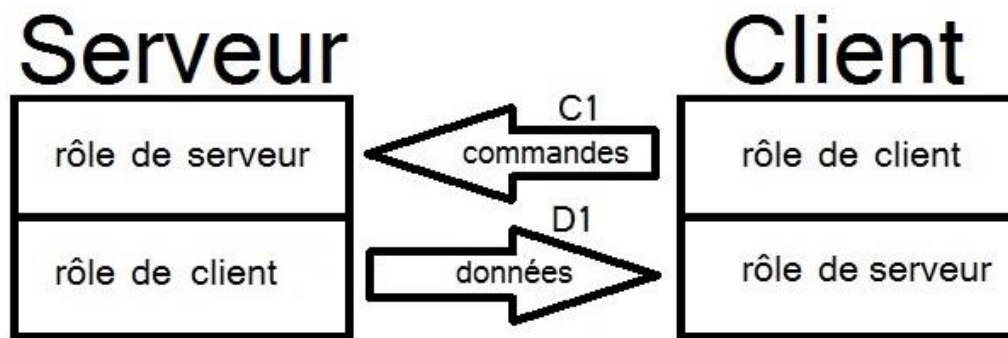 Serveur
Client
C1
rôle de serveur
commandes
rôle de client
D1
rôle de client
données
rôle de serveur